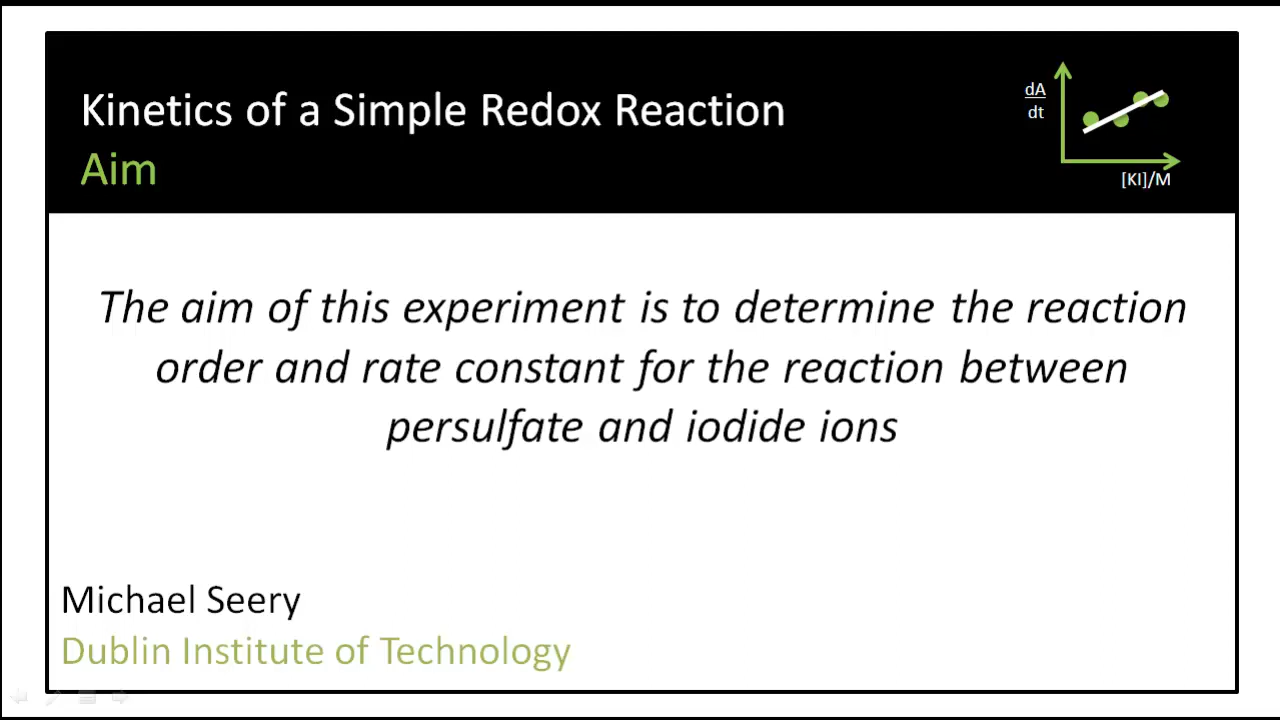 Kinetics of a Simple Redox Reaction
Aim
dA
dt
[KI]/M
The aim of this experiment is to determine the reaction
order and rate constant for the reaction between
persulfate and iodide ions
Michael Seery
Dublin Institute of Technology